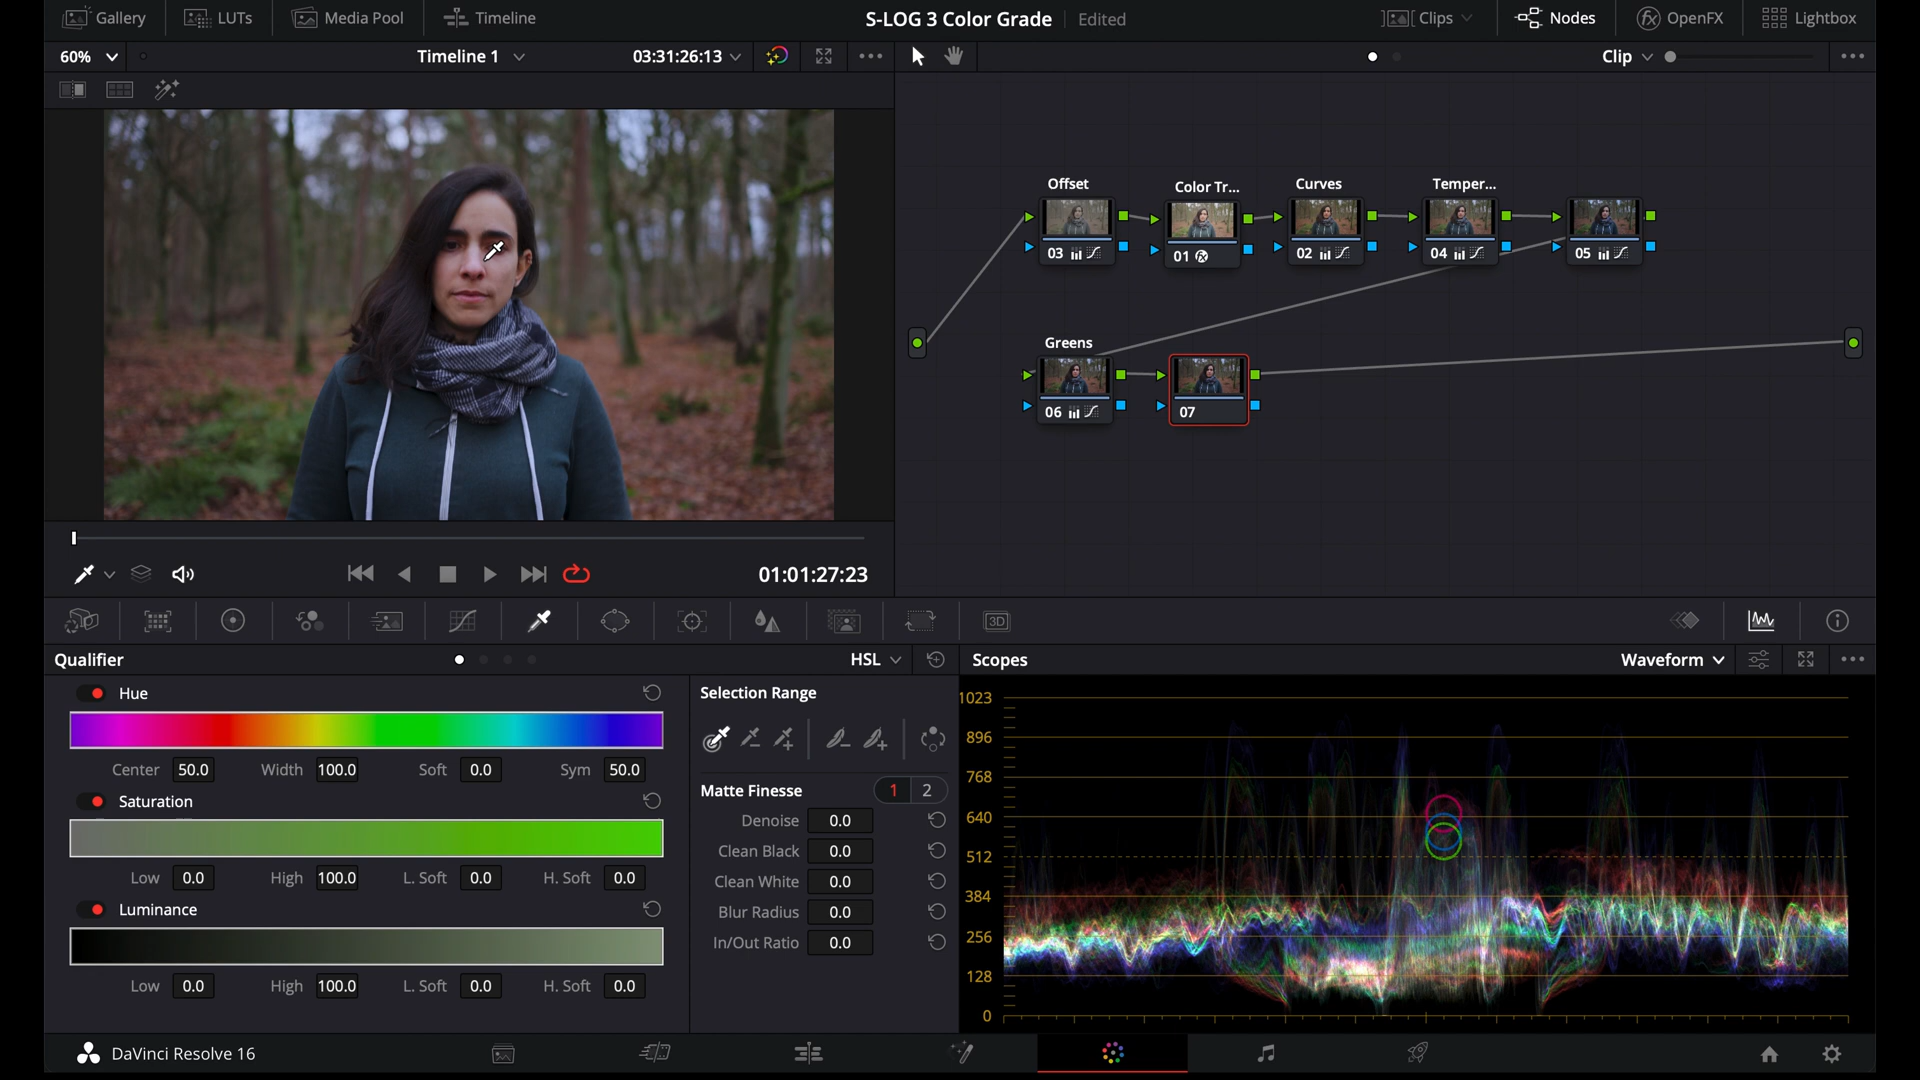 Gallery LUTs Media Pool Timeline S-LOG 3 Color Grade Edited Clips Nodes fx OpenFX Lightbox
60% Timeline 1 03:31:26:13 Clip
Offset Color Tr... Curves Temper...
03 01 fx 02 04 05
Greens
06 07
01:01:27:23
3D
Qualifier HSL Scopes Waveform
Hue
Center 50.0 Width 100.0 Soft 0.0 Sym 50.0
Saturation
Low 0.0 High 100.0 L. Soft 0.0 H. Soft 0.0
Luminance
Low 0.0 High 100.0 L. Soft 0.0 H. Soft 0.0
Selection Range
Matte Finesse 1 2
Denoise 0.0
Clean Black 0.0
Clean White 0.0
Blur Radius 0.0
In/Out Ratio 0.0
1023
896
768
640
512
384
256
128
0
DaVinci Resolve 16